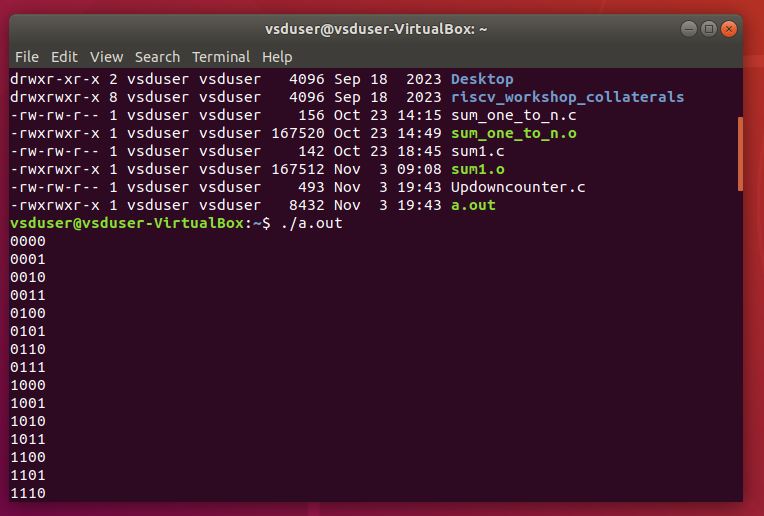 vsduser@vsduser-VirtualBox: ~
File Edit View Search Terminal Help
drwxr-xr-x 2 vsduser vsduser   4096 Sep 18  2023 Desktop
drwxrwxr-x 8 vsduser vsduser   4096 Sep 18  2023 riscv_workshop_collaterals
-rw-rw-r-- 1 vsduser vsduser    156 Oct 23 14:15 sum_one_to_n.c
-rwxrwxr-x 1 vsduser vsduser 167520 Oct 23 14:49 sum_one_to_n.o
-rw-rw-r-- 1 vsduser vsduser    142 Oct 23 18:45 sum1.c
-rwxrwxr-x 1 vsduser vsduser 167512 Nov  3 09:08 sum1.o
-rw-rw-r-- 1 vsduser vsduser    493 Nov  3 19:43 Updowncounter.c
-rwxrwxr-x 1 vsduser vsduser   8432 Nov  3 19:43 a.out
vsduser@vsduser-VirtualBox:~$ ./a.out
0000
0001
0010
0011
0100
0101
0110
0111
1000
1001
1010
1011
1100
1101
1110